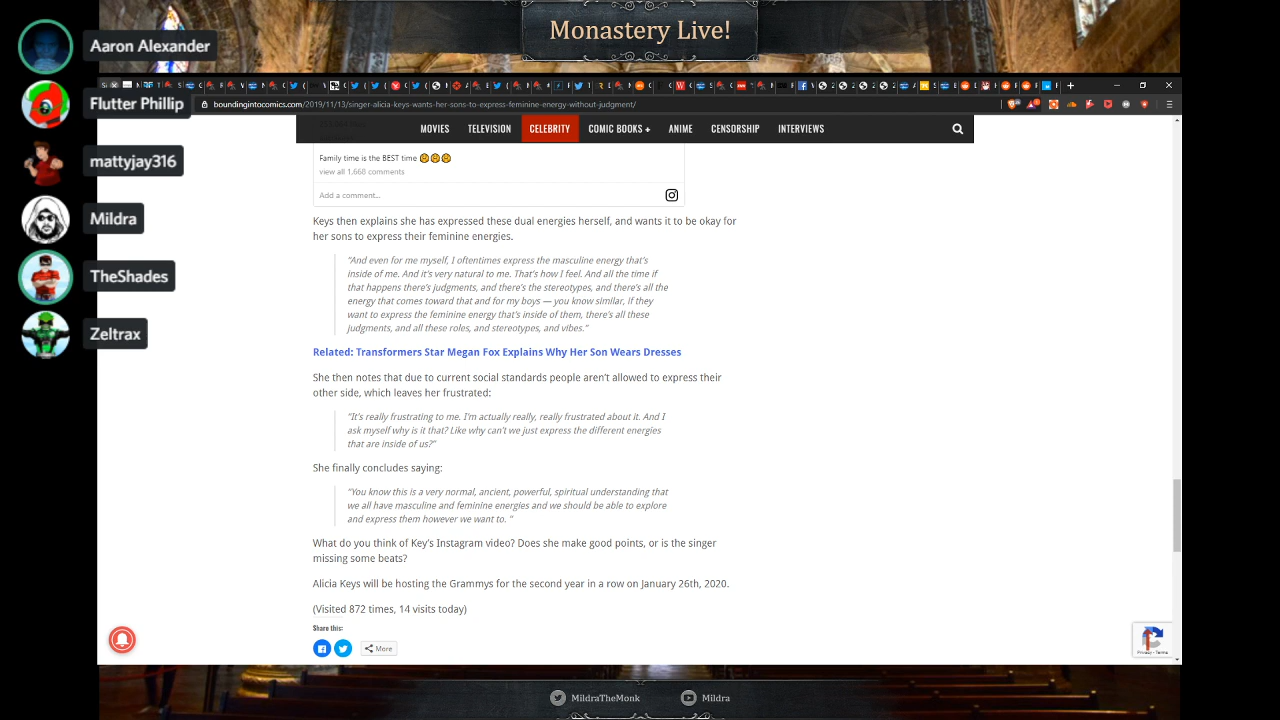 Monastery Live!
Aaron Alexander
Flutter Phillip
mattyjay316
Mildra
TheShades
Zeltrax
boundingintocomics.com/2019/11/13/singer-alicia-keys-wants-her-sons-to-express-feminine-energy-without-judgment/
MOVIES TELEVISION CELEBRITY COMIC BOOKS + ANIME CENSORSHIP INTERVIEWS
Family time is the BEST time
view all 1,668 comments
Add a comment...
Keys then explains she has expressed these dual energies herself, and wants it to be okay for
her sons to express their feminine energies.
"And even for me myself, I oftentimes express the masculine energy that's
inside of me. And it's very natural to me. That's how I feel. And all the time if
that happens there's judgments, and there's the stereotypes, and there's all the
energy that comes toward that and for my boys — you know similar, if they
want to express the feminine energy that's inside of them, there's all these
judgments, and all these roles, and stereotypes, and vibes."
Related: Transformers Star Megan Fox Explains Why Her Son Wears Dresses
She then notes that due to current social standards people aren't allowed to express their
other side, which leaves her frustrated:
"It's really frustrating to me. I'm actually really, really frustrated about it. And I
ask myself why is it that? Like why can't we just express the different energies
that are inside of us?"
She finally concludes saying:
"You know this is a very normal, ancient, powerful, spiritual understanding that
we all have masculine and feminine energies and we should be able to explore
and express them however we want to. "
What do you think of Key's Instagram video? Does she make good points, or is the singer
missing some beats?
Alicia Keys will be hosting the Grammys for the second year in a row on January 26th, 2020.
(Visited 872 times, 14 visits today)
Share this:
More
Privacy - Terms
MildraTheMonk Mildra